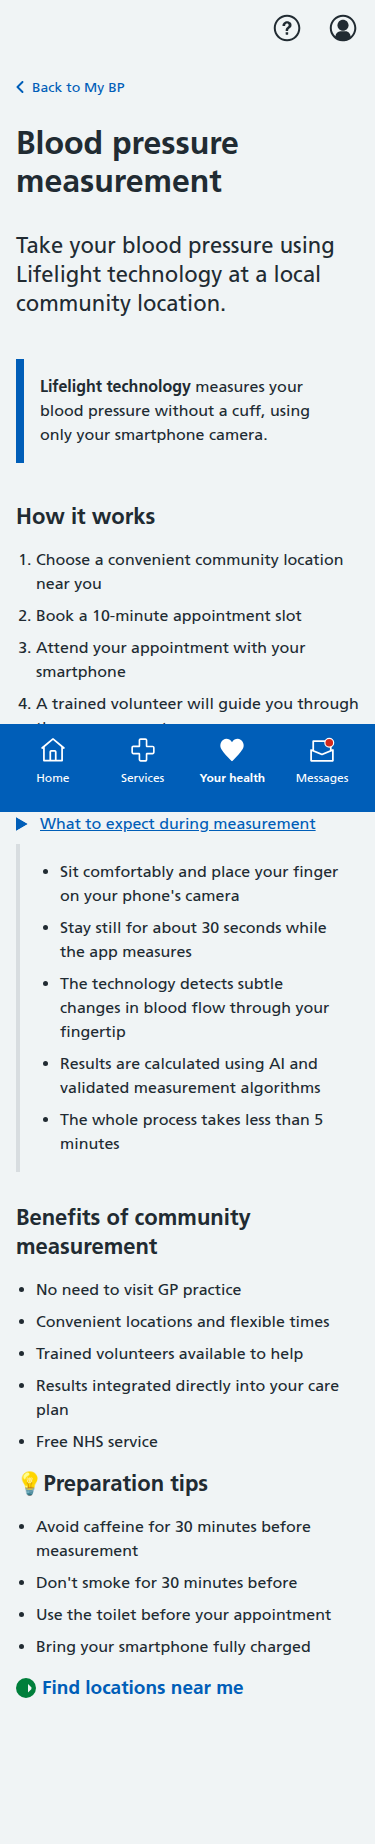 Back to My BP
Blood pressure
measurement
Take your blood pressure using
Lifelight technology at a local
community location.
Lifelight technology measures your
blood pressure without a cuff, using
only your smartphone camera.
How it works
1. Choose a convenient community location
near you
2. Book a 10-minute appointment slot
3. Attend your appointment with your
smartphone
4. A trained volunteer will guide you through
Home
Services
Your health
Messages
What to expect during measurement
• Sit comfortably and place your finger
on your phone's camera
• Stay still for about 30 seconds while
the app measures
• The technology detects subtle
changes in blood flow through your
fingertip
• Results are calculated using AI and
validated measurement algorithms
• The whole process takes less than 5
minutes
Benefits of community
measurement
• No need to visit GP practice
• Convenient locations and flexible times
• Trained volunteers available to help
• Results integrated directly into your care
plan
• Free NHS service
💡Preparation tips
• Avoid caffeine for 30 minutes before
measurement
• Don't smoke for 30 minutes before
• Use the toilet before your appointment
• Bring your smartphone fully charged
Find locations near me